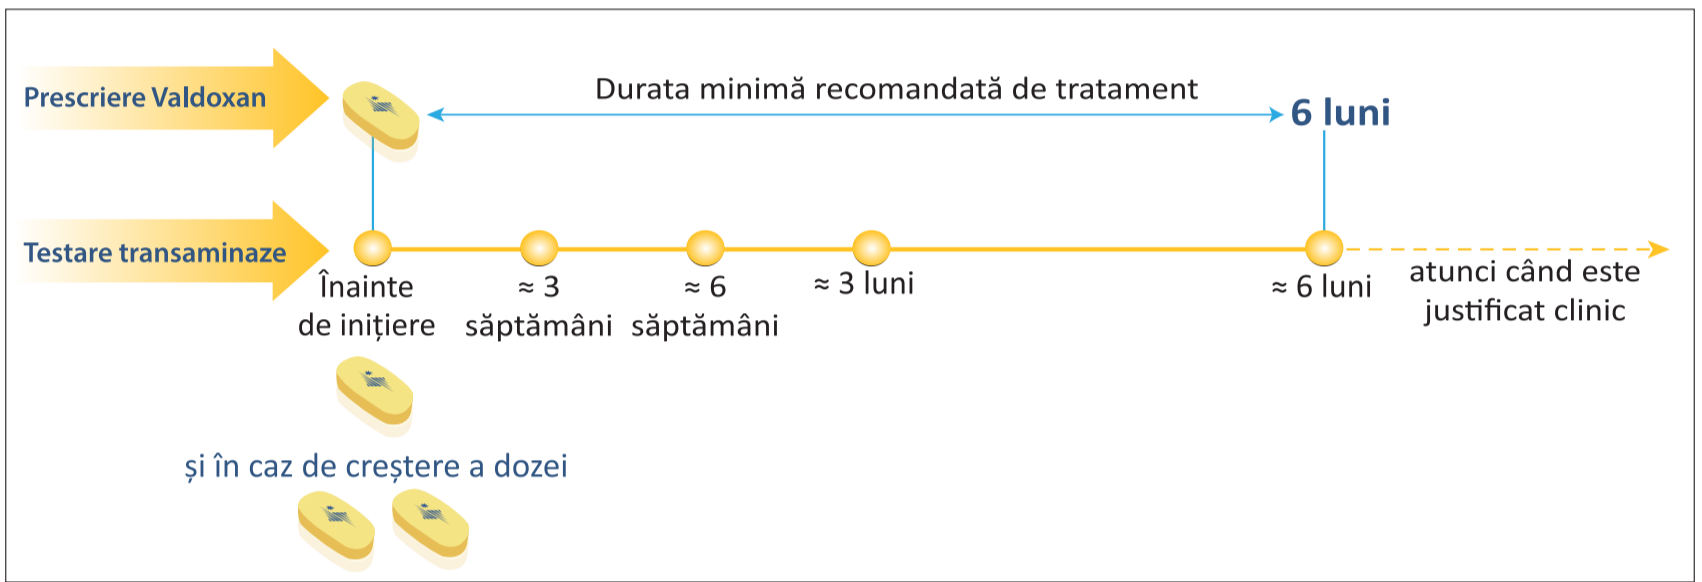 Prescriere Valdoxan
Durata minimă recomandată de tratament
6 luni
Testare transaminaze
Înainte
de inițiere
≈ 3
săptămâni
≈ 6
săptămâni
≈ 3 luni
≈ 6 luni
atunci când este
justificat clinic
și în caz de creștere a dozei